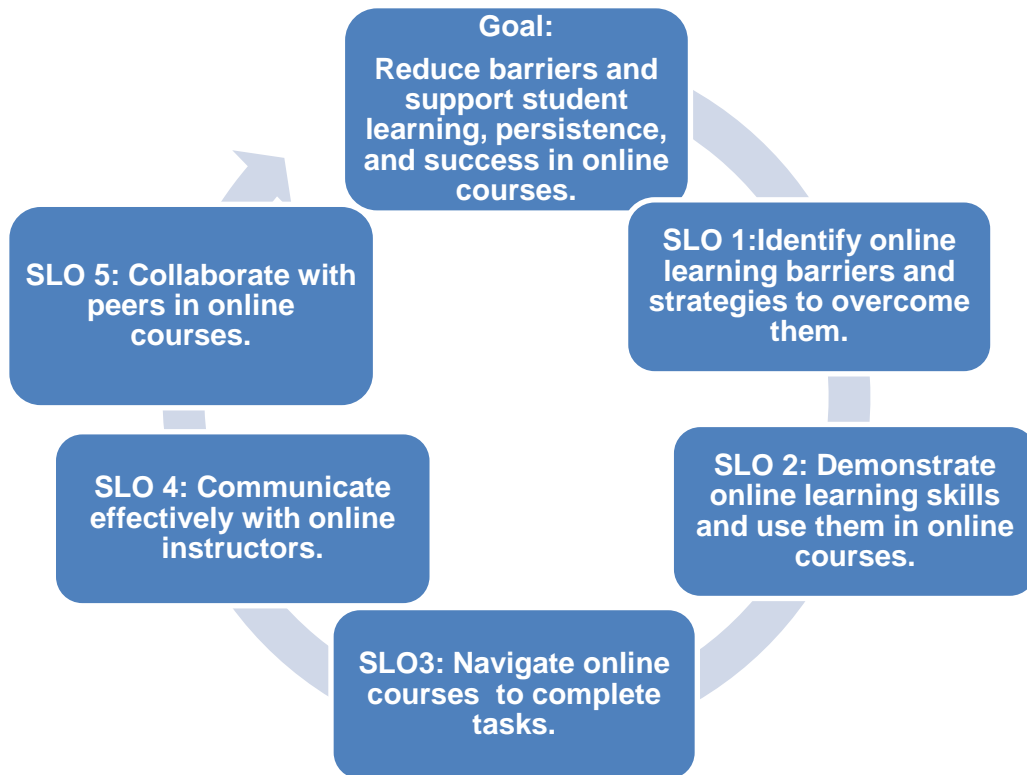 Goal:
Reduce barriers and
support student
learning, persistence,
and success in online
courses.
SLO 1:Identify online
learning barriers and
strategies to overcome
them.
SLO 2: Demonstrate
online learning skills
and use them in online
courses.
SLO3: Navigate online
courses  to complete
tasks.
SLO 4: Communicate
effectively with online
instructors.
SLO 5: Collaborate with
peers in online
courses.